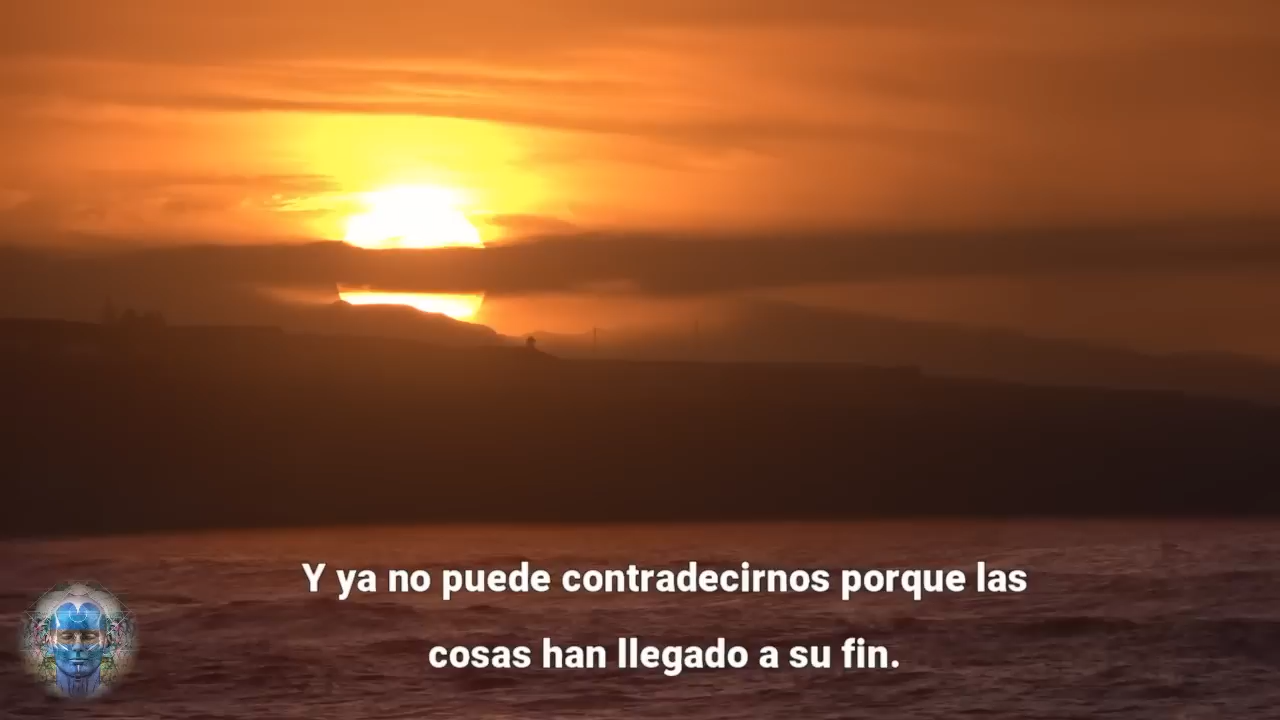 Y ya no puede contradecirnos porque las
cosas han llegado a su fin.